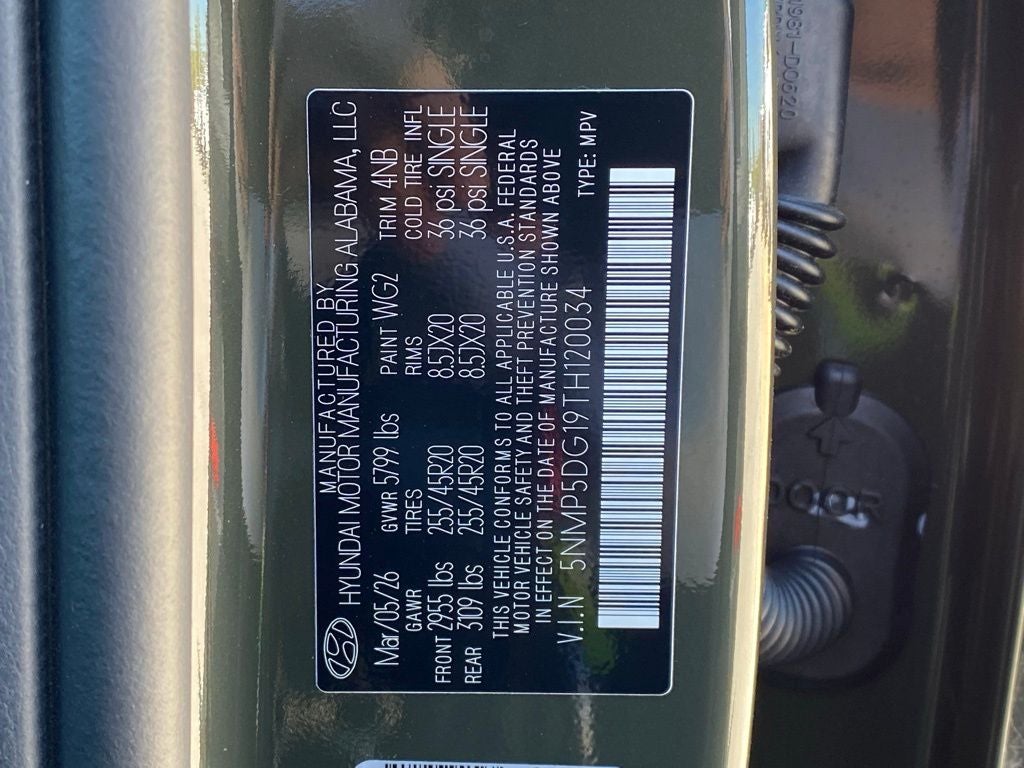 MANUFACTURED BY
HYUNDAI MOTOR MANUFACTURING ALABAMA, LLC
Mar/05/26 GVWR 5799 lbs PAINT WG2 TRIM 4NB
GAWR TIRES RIMS COLD TIRE INFL
FRONT 2955 lbs 255/45R20 8.5JX20 36 psi SINGLE
REAR 3109 lbs 255/45R20 8.5JX20 36 psi SINGLE
THIS VEHICLE CONFORMS TO ALL APPLICABLE U.S.A. FEDERAL
MOTOR VEHICLE SAFETY AND THEFT PREVENTION STANDARDS
IN EFFECT ON THE DATE OF MANUFACTURE SHOWN ABOVE
V.I.N 5NMP5DG19TH120034 TYPE: MPV
DOOR